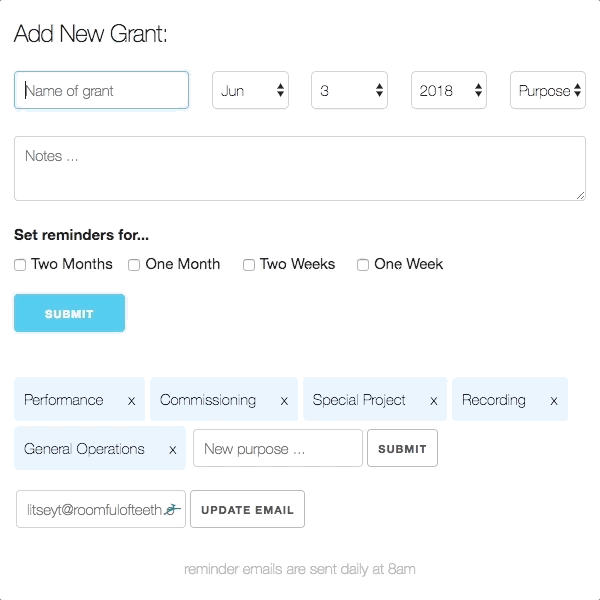 Add New Grant:
Name of grant Jun 3 2018 Purpose
Notes ...
Set reminders for...
Two Months One Month Two Weeks One Week
SUBMIT
Performance x Commissioning x Special Project x Recording x
General Operations x New purpose ... SUBMIT
litseyt@roomfulofteeth. UPDATE EMAIL
reminder emails are sent daily at 8am